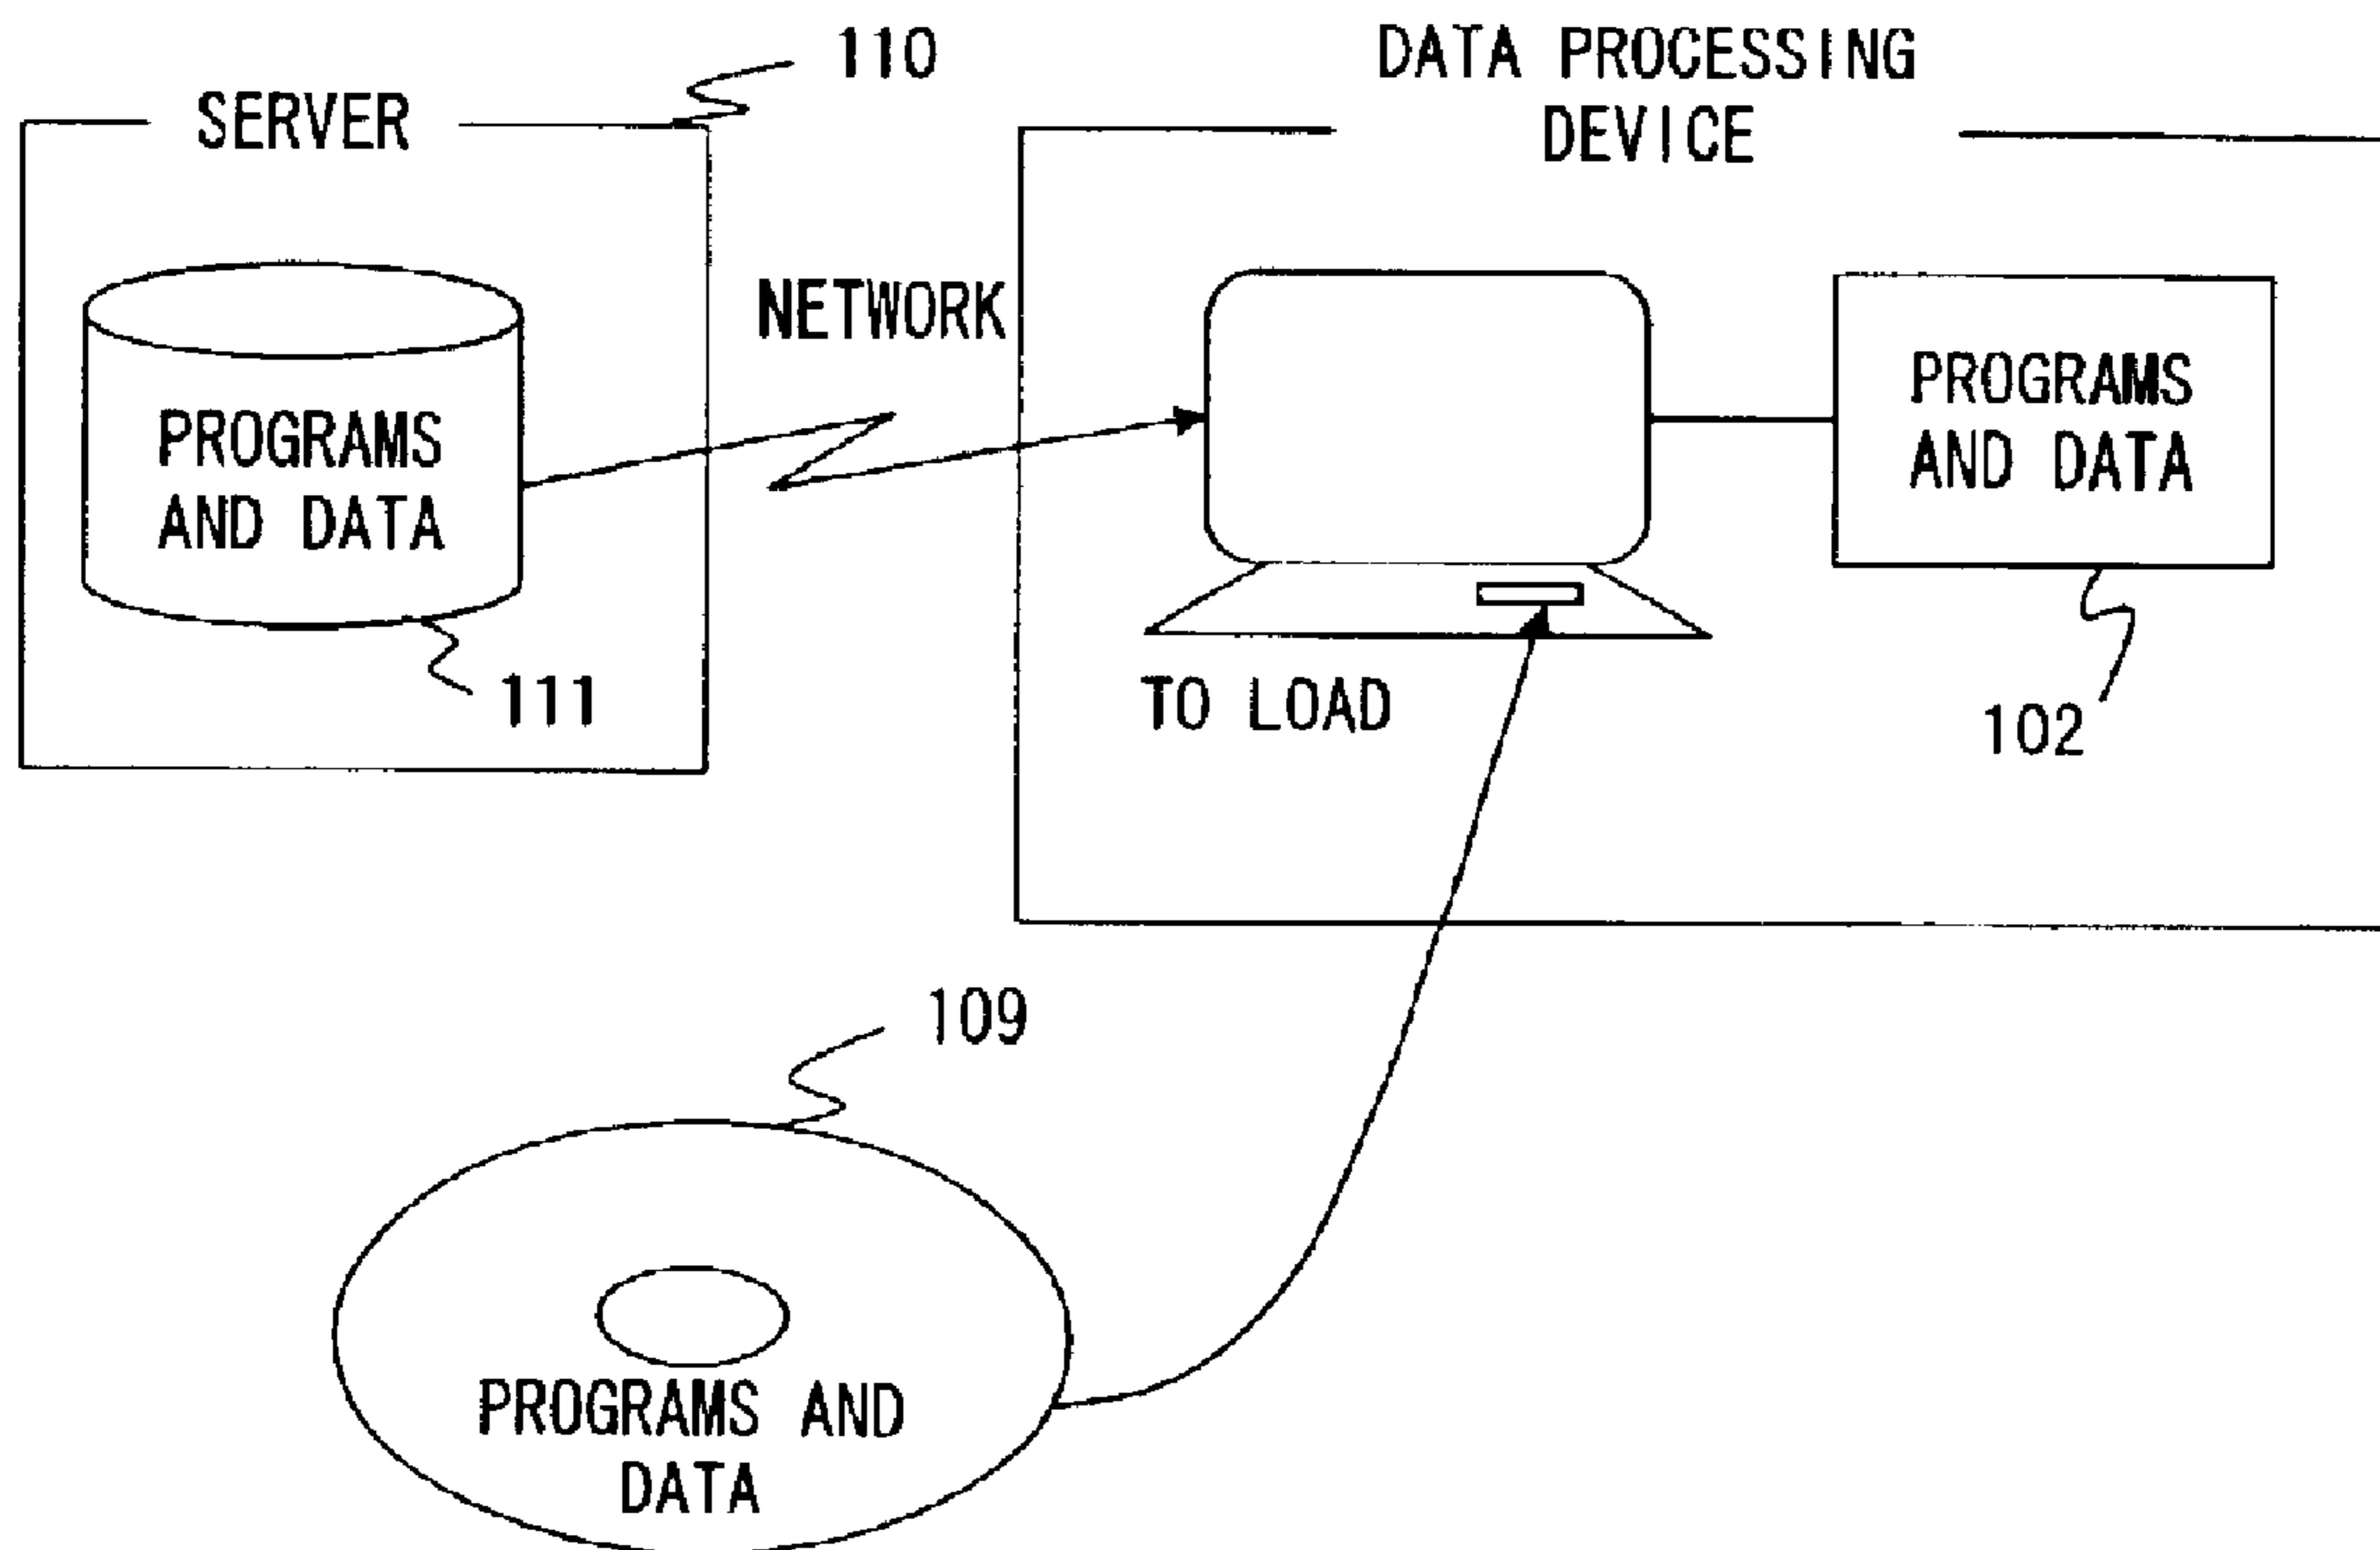 110
DATA PROCESSING
DEVICE
SERVER
NETWORK
PROGRAMS
AND DATA
PROGRAMS
AND DATA
111
TO LOAD
102
109
PROGRAMS AND
DATA